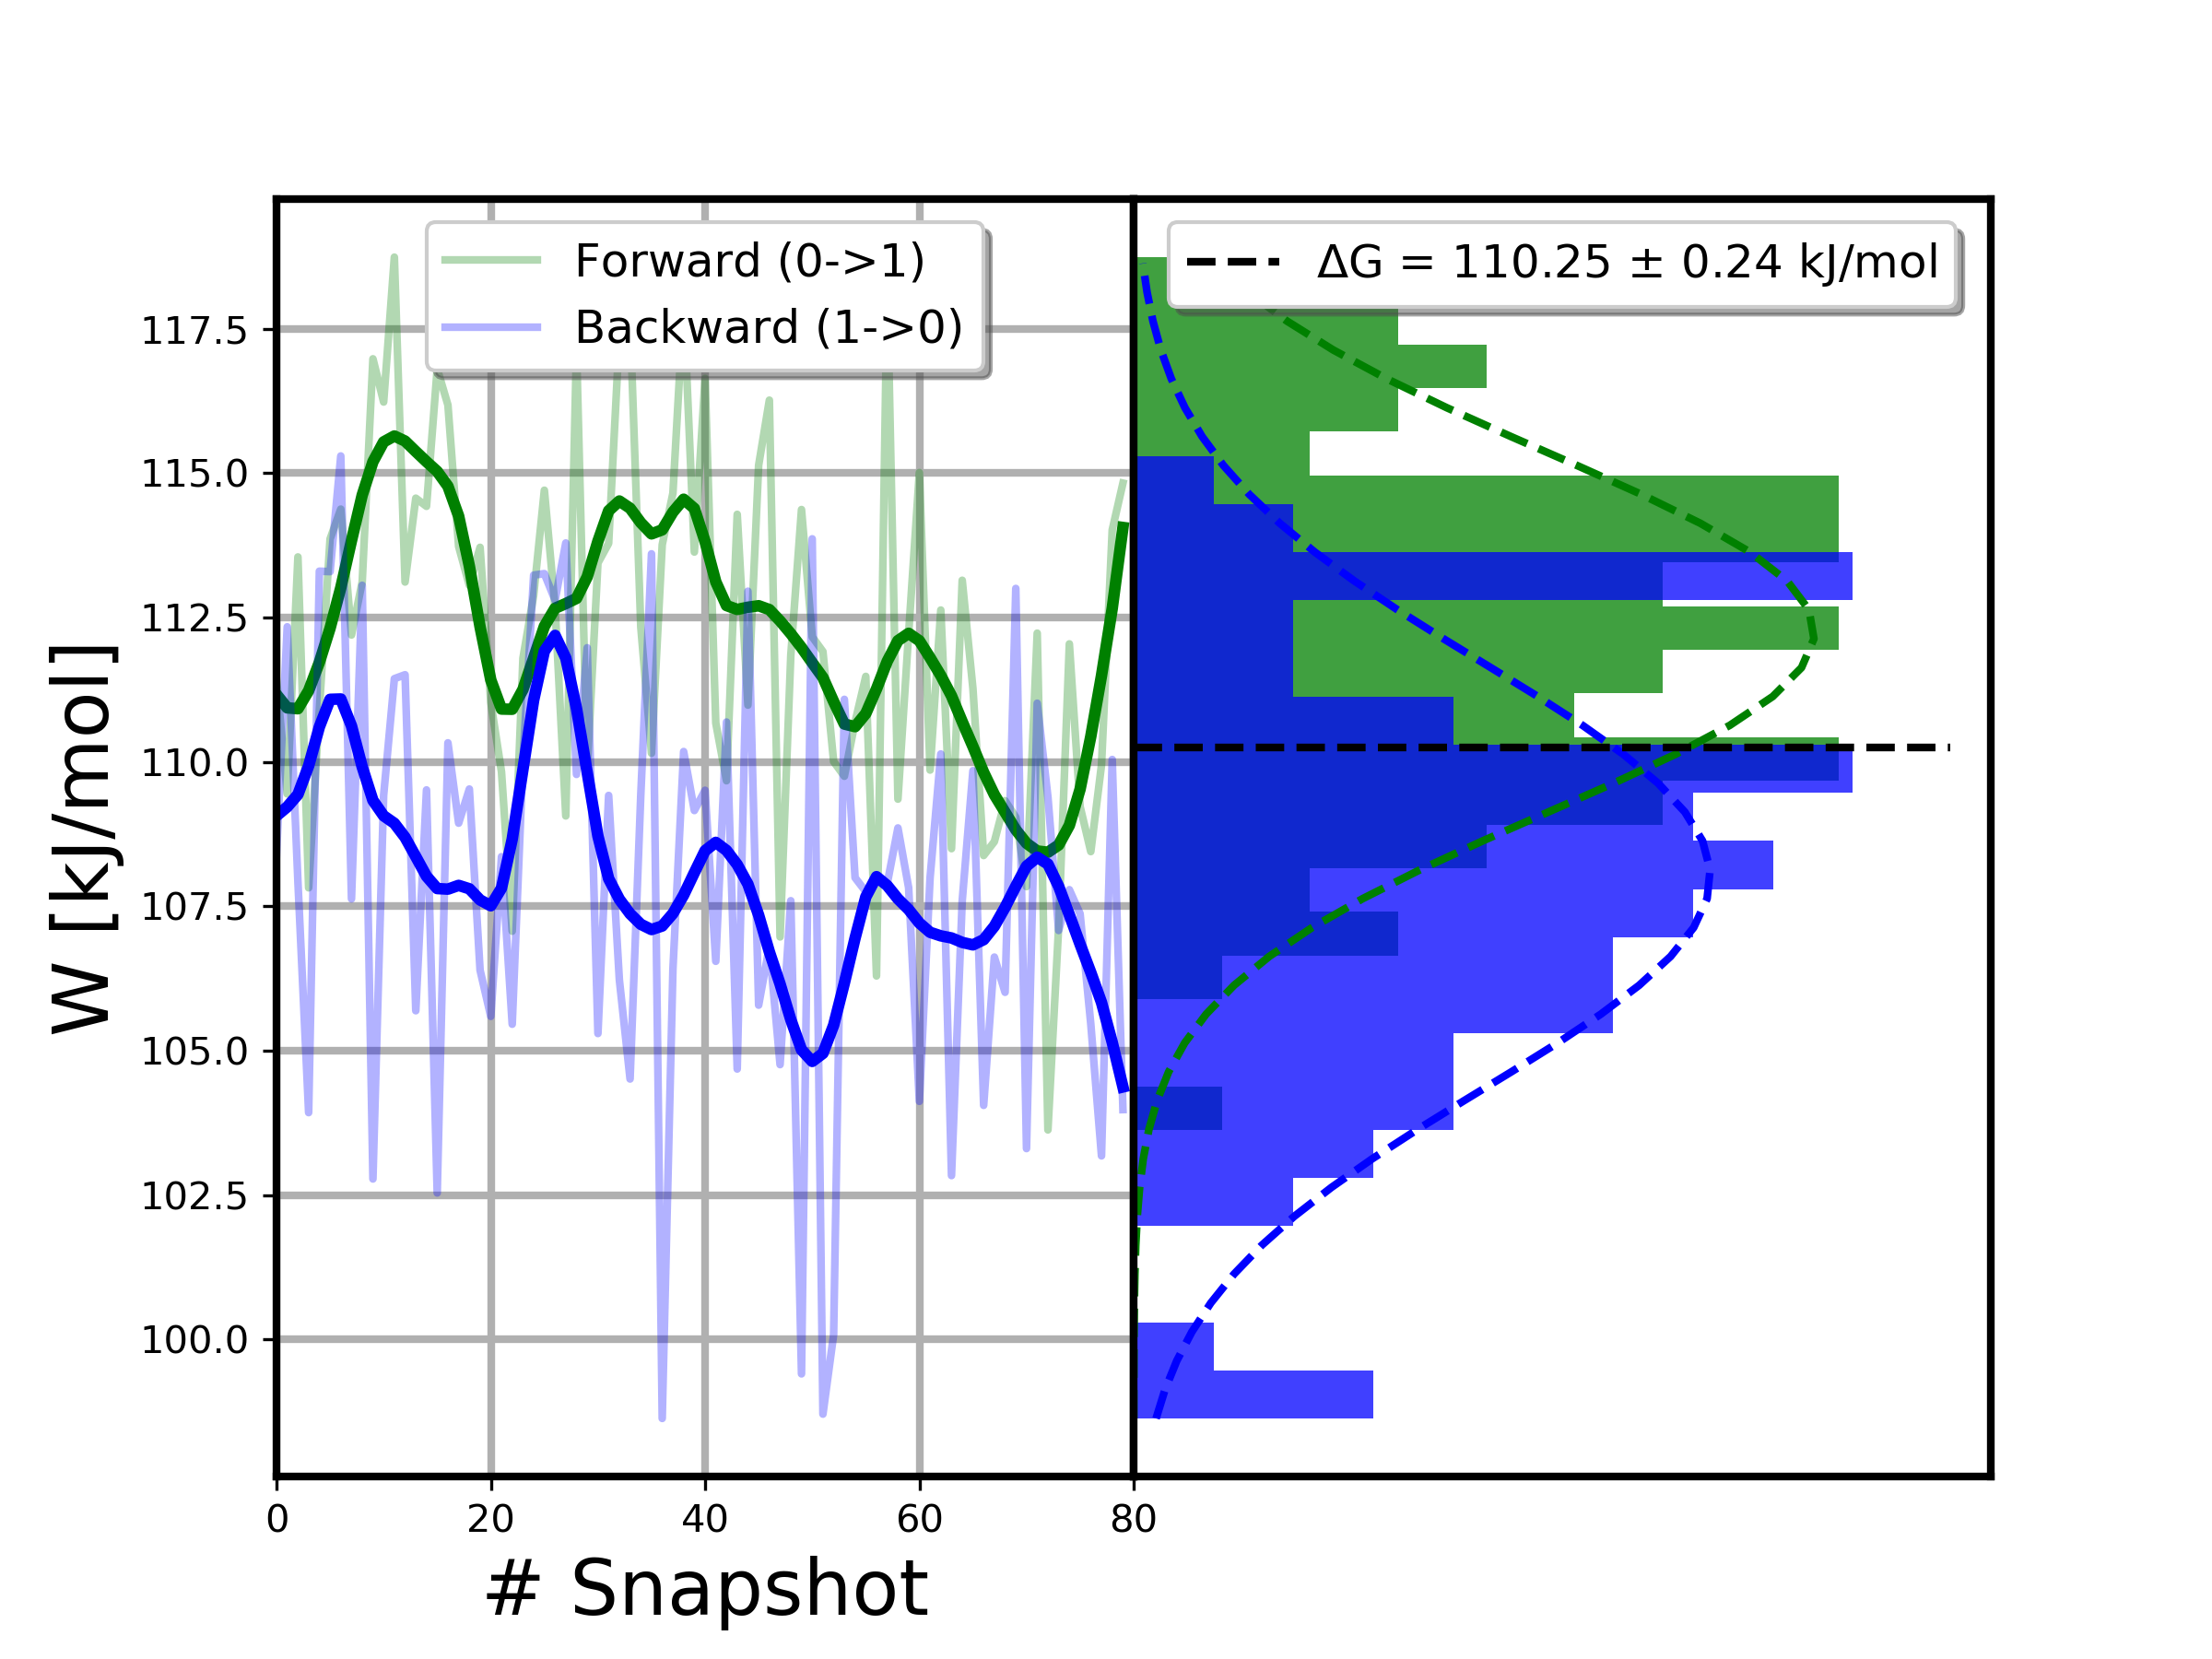 Forward (0->1)
Backward (1->0)
ΔG = 110.25 ± 0.24 kJ/mol
117.5
115.0
112.5
110.0
107.5
105.0
102.5
100.0
W [kJ/mol]
0 20 40 60 80
# Snapshot